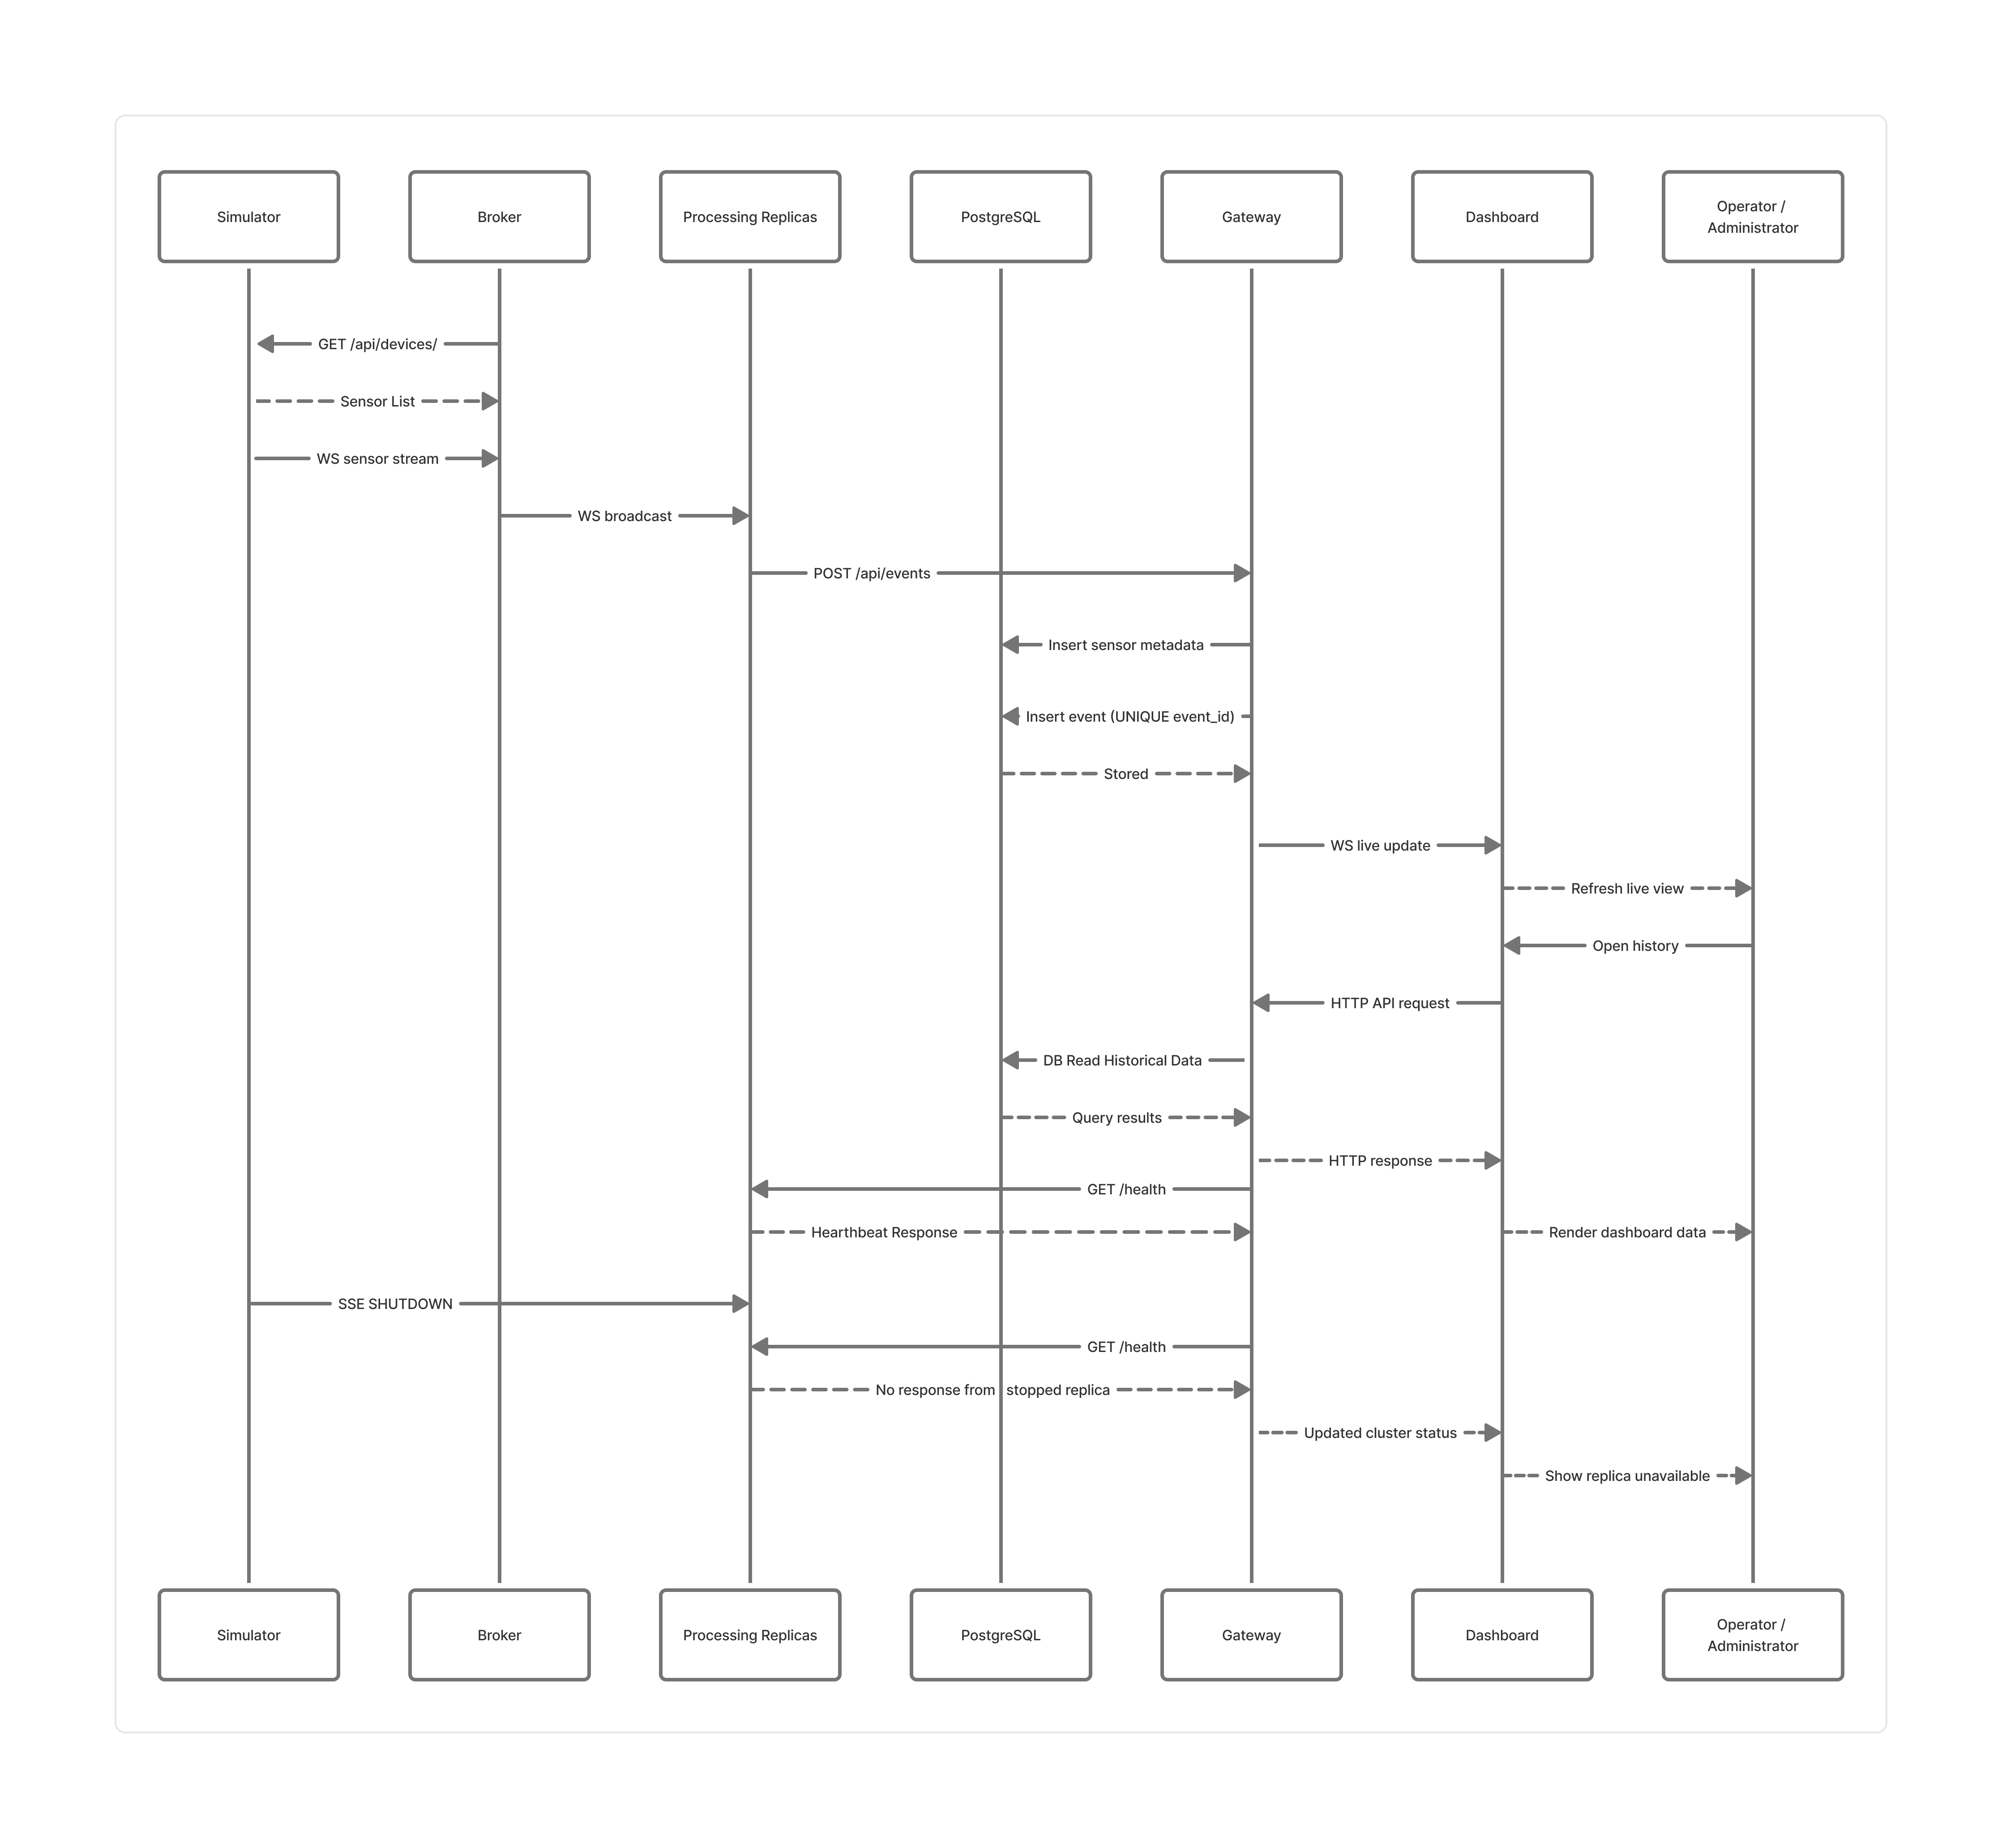 Simulator
Broker
Processing Replicas
PostgreSQL
Gateway
Dashboard
Operator /
Administrator
GET /api/devices/
Sensor List
WS sensor stream
WS broadcast
POST /api/events
Insert sensor metadata
Insert event (UNIQUE event_id)
Stored
WS live update
Refresh live view
Open history
HTTP API request
DB Read Historical Data
Query results
HTTP response
GET /health
Hearthbeat Response
Render dashboard data
SSE SHUTDOWN
GET /health
No response from stopped replica
Updated cluster status
Show replica unavailable
Simulator
Broker
Processing Replicas
PostgreSQL
Gateway
Dashboard
Operator /
Administrator